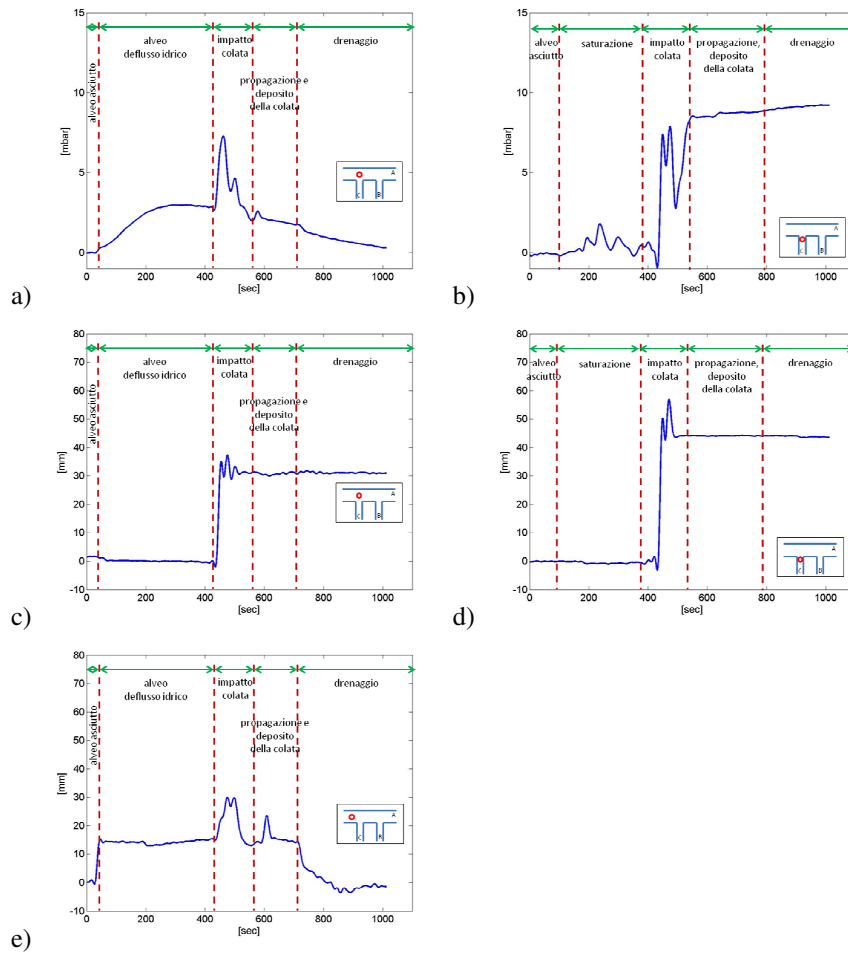 alveo asciutto
alveo
deflusso idrico
impatto
colata
propagazione e
deposito
della colata
drenaggio
15
10
5
0
[mbar]
0 200 400 600 800 1000
[sec]
A
C B
a)
alveo
asciutto
saturazione
impatto
colata
propagazione,
deposito
della colata
drenaggio
15
10
5
0
[mbar]
0 200 400 600 800 1000
[sec]
A
C B
b)
alveo asciutto
alveo
deflusso idrico
impatto
colata
propagazione e
deposito
della colata
drenaggio
80
70
60
50
40
30
20
10
0
-10
[mm]
0 200 400 600 800 1000
[sec]
A
C B
c)
alveo
asciutto
saturazione
impatto
colata
propagazione,
deposito
della colata
drenaggio
80
70
60
50
40
30
20
10
0
-10
[mm]
0 200 400 600 800 1000
[sec]
A
C B
d)
alveo asciutto
alveo
deflusso idrico
impatto
colata
propagazione e
deposito
della colata
drenaggio
80
70
60
50
40
30
20
10
0
-10
[mm]
0 200 400 600 800 1000
[sec]
A
C B
e)